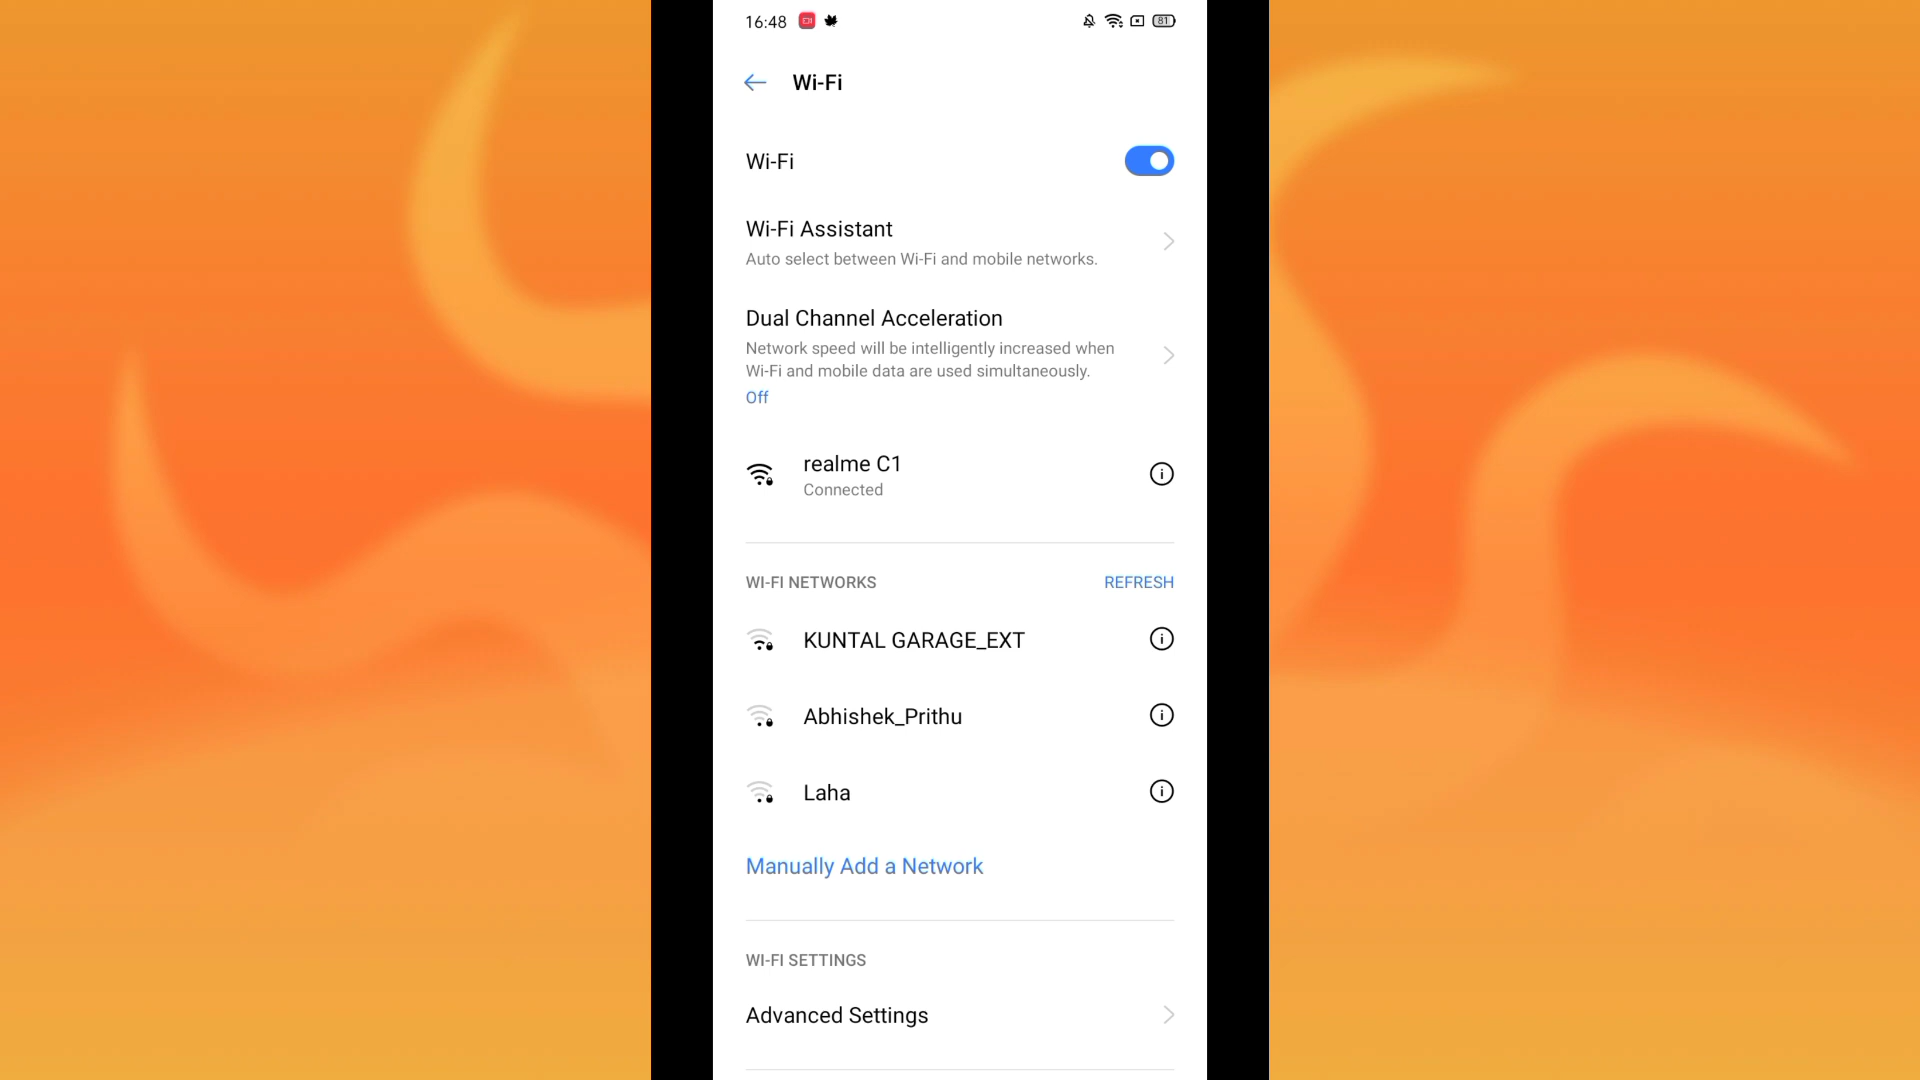 16:48
81
Wi-Fi
Wi-Fi
Wi-Fi Assistant
Auto select between Wi-Fi and mobile networks.
Dual Channel Acceleration
Network speed will be intelligently increased when
Wi-Fi and mobile data are used simultaneously.
Off
realme C1
Connected
WI-FI NETWORKS
REFRESH
KUNTAL GARAGE_EXT
Abhishek_Prithu
Laha
Manually Add a Network
WI-FI SETTINGS
Advanced Settings